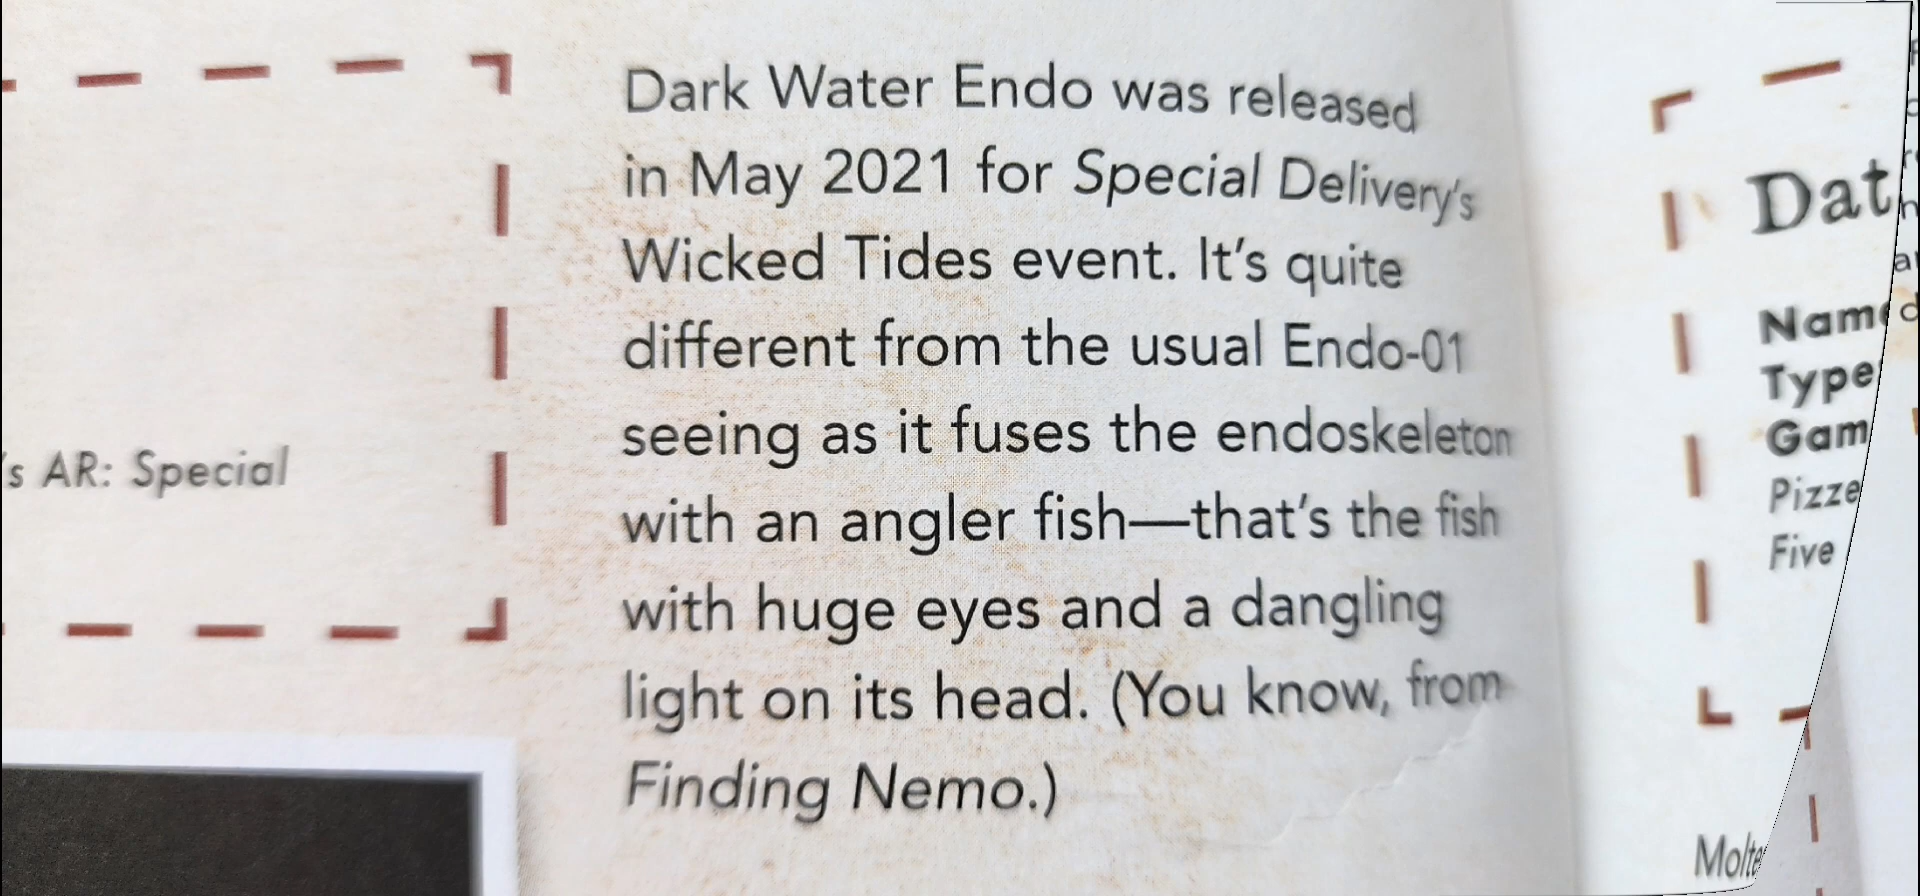 Dark Water Endo was released
in May 2021 for Special Delivery's
Wicked Tides event. It's quite
different from the usual Endo-01
seeing as it fuses the endoskeleton
with an angler fish—that's the fish
with huge eyes and a dangling
light on its head. (You know, from
Finding Nemo.)
's AR: Special
Dat
Name
Type
Gam
Pizze
Five
Molte